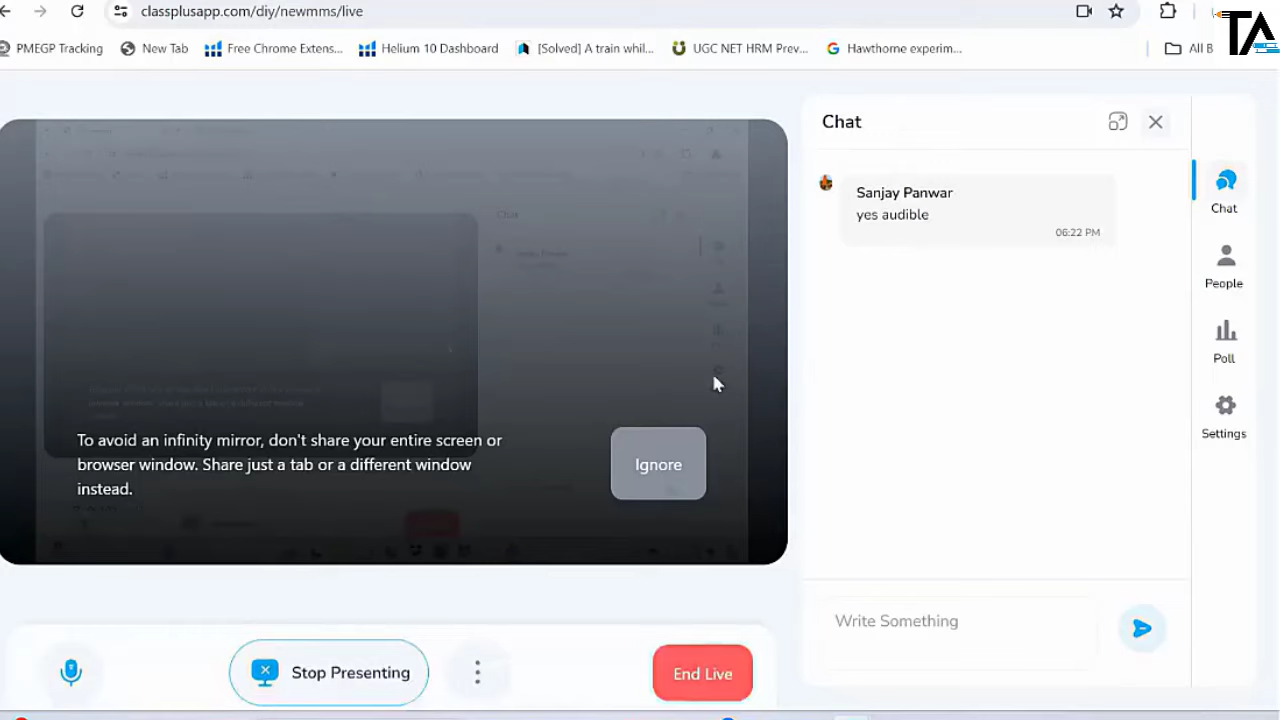 classplusapp.com/diy/newmms/live
PMEGP Tracking
New Tab
Free Chrome Extens...
Helium 10 Dashboard
[Solved] A train whil...
UGC NET HRM Prev...
Hawthorne experim...
All B
TA
Chat
Sanjay Panwar
yes audible
06:22 PM
Chat
People
Poll
Settings
To avoid an infinity mirror, don't share your entire screen or
browser window. Share just a tab or a different window
instead.
Ignore
Write Something
Stop Presenting
End Live